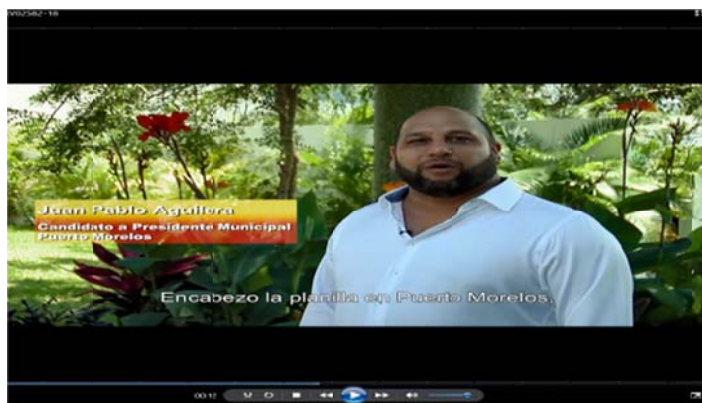 Juan Pablo Aguilera
Candidato a Presidente Municipal
Puerto Morelos
Encabezo la planilla en Puerto Morelos,
00:12